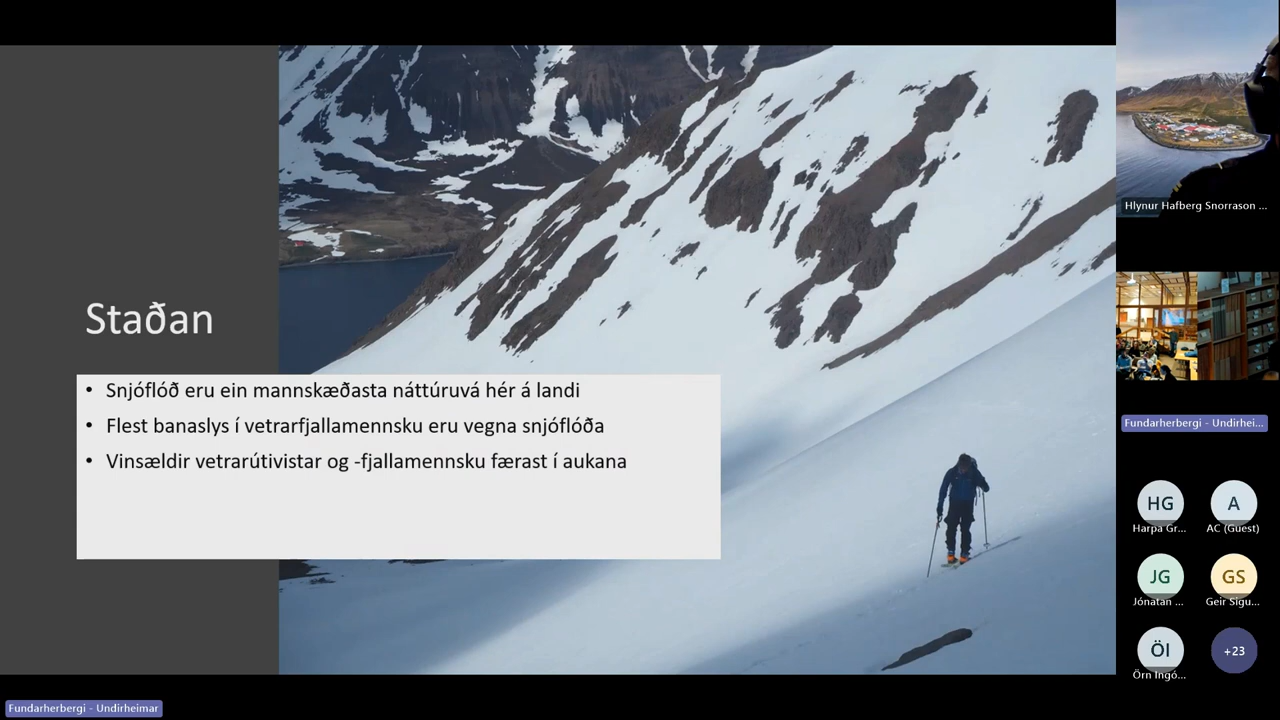 Staðan
• Snjóflóð eru ein mannskæðasta náttúruvá hér á landi
• Flest banaslys í vetrarfjallamennsku eru vegna snjóflóða
• Vinsældir vetrarútivistar og -fjallamennsku færast í aukana
Hlynur Hafberg Snorrason ...
Fundarherbergi - Undirhei...
HG
Harpa Gr...
A
AC (Guest)
JG
Jónatan ...
GS
Geir Sigu...
ÖI
Örn Ingó...
+23
Fundarherbergi - Undirheimar